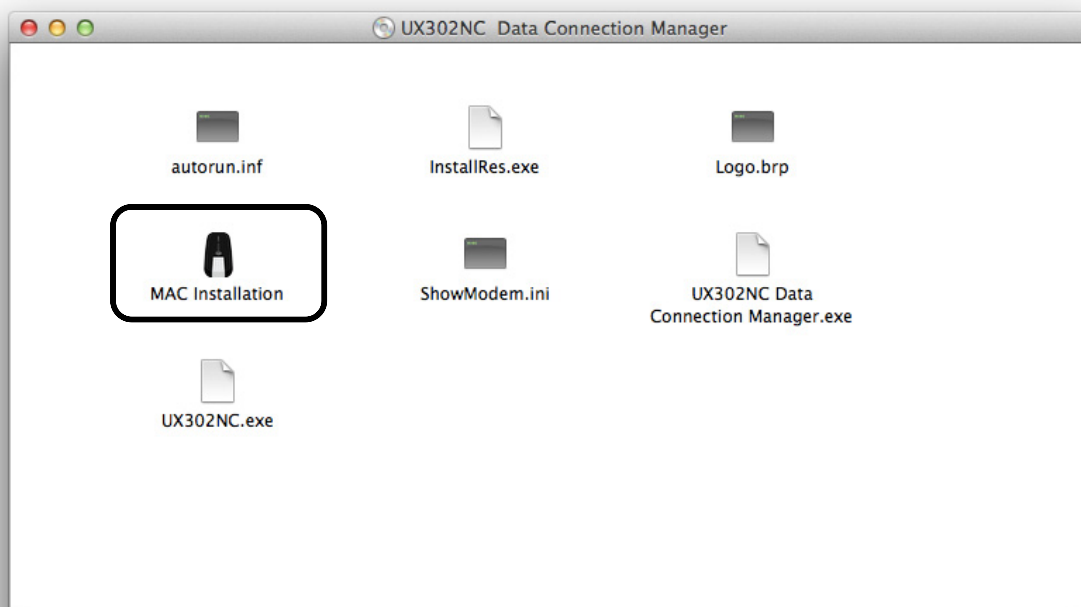 UX302NC Data Connection Manager
autorun.inf
InstallRes.exe
Logo.brp
MAC Installation
ShowModem.ini
UX302NC Data
Connection Manager.exe
UX302NC.exe